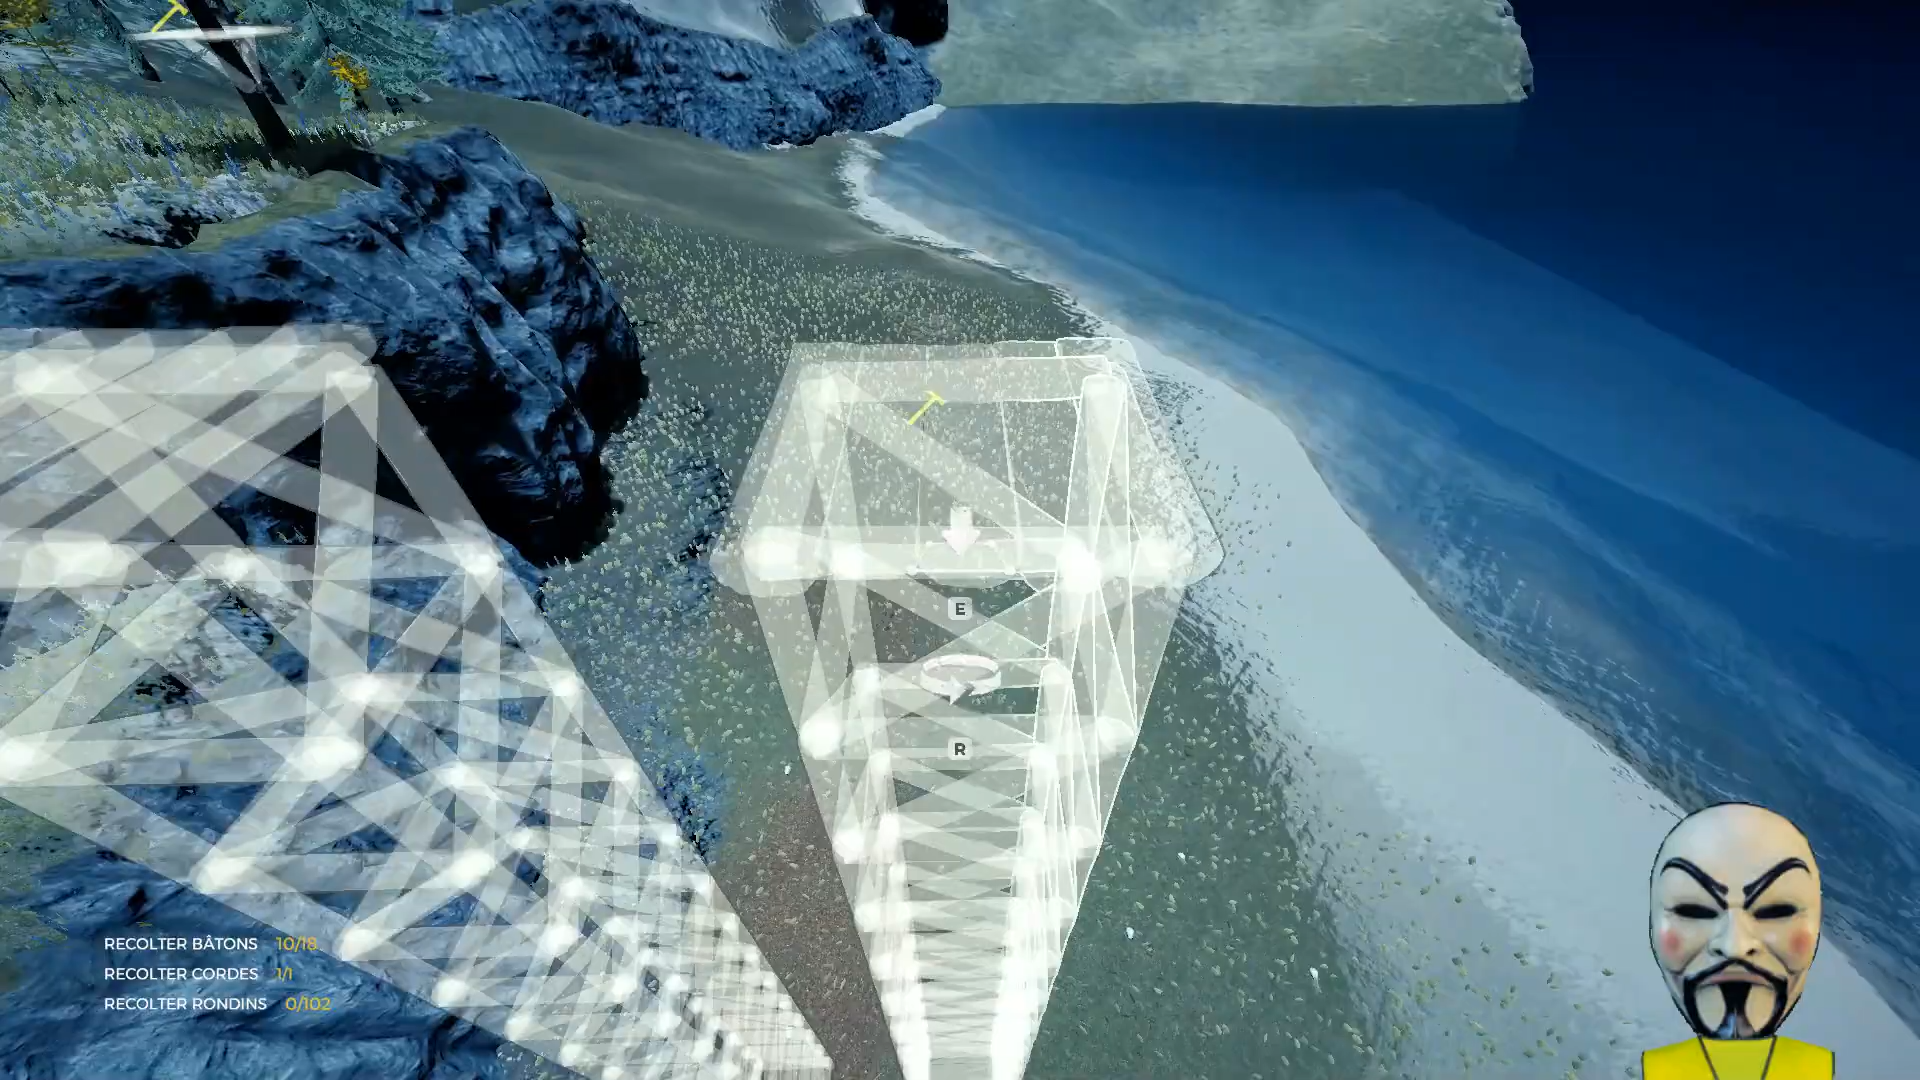 E
R
RECOLTER BÂTONS 10/18
RECOLTER CORDES 1/1
RECOLTER RONDINS 0/102